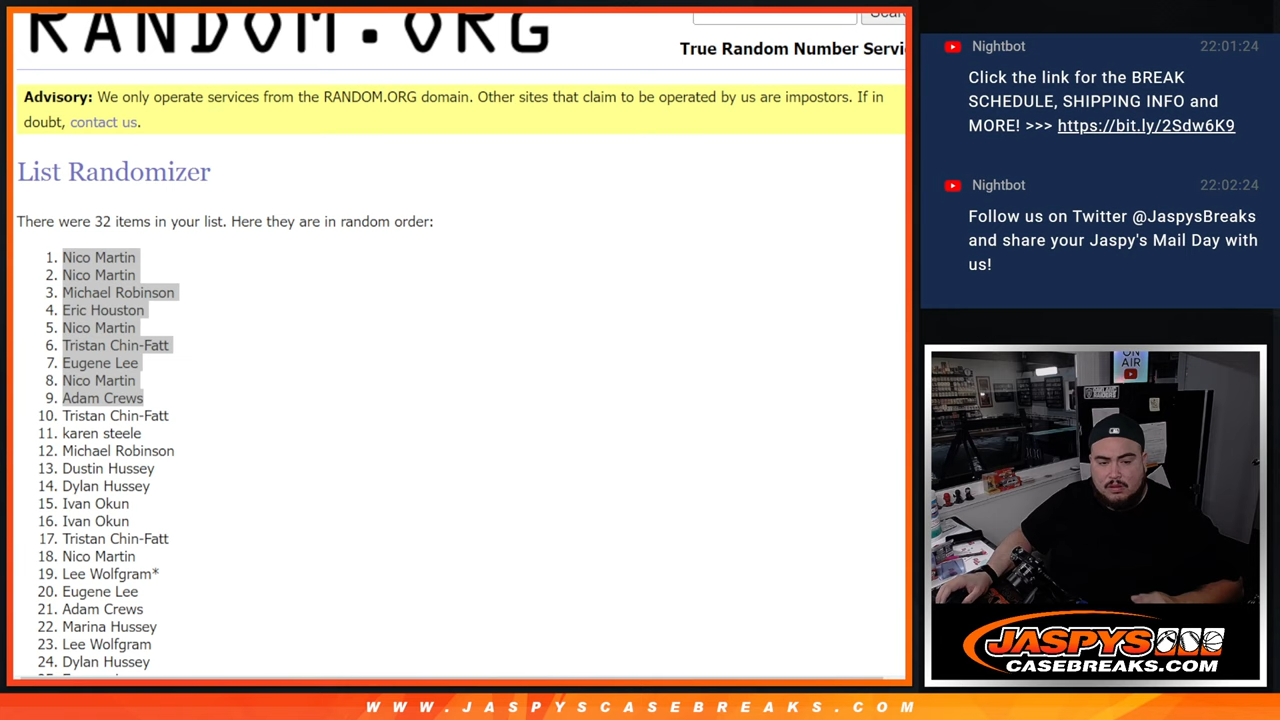 RANDOM.ORG
True Random Number Servi
Advisory: We only operate services from the RANDOM.ORG domain. Other sites that claim to be operated by us are impostors. If in
doubt, contact us.
List Randomizer
There were 32 items in your list. Here they are in random order:
1. Nico Martin
2. Nico Martin
3. Michael Robinson
4. Eric Houston
5. Nico Martin
6. Tristan Chin-Fatt
7. Eugene Lee
8. Nico Martin
9. Adam Crews
10. Tristan Chin-Fatt
11. karen steele
12. Michael Robinson
13. Dustin Hussey
14. Dylan Hussey
15. Ivan Okun
16. Ivan Okun
17. Tristan Chin-Fatt
18. Nico Martin
19. Lee Wolfgram*
20. Eugene Lee
21. Adam Crews
22. Marina Hussey
23. Lee Wolfgram
24. Dylan Hussey
Nightbot 22:01:24
Click the link for the BREAK
SCHEDULE, SHIPPING INFO and
MORE! >>> https://bit.ly/2Sdw6K9
Nightbot 22:02:24
Follow us on Twitter @JaspysBreaks
and share your Jaspy's Mail Day with
us!
ON
AIR
JASPYS
CASEBREAKS.COM
WWW.JASPYSCASEBREAKS.COM